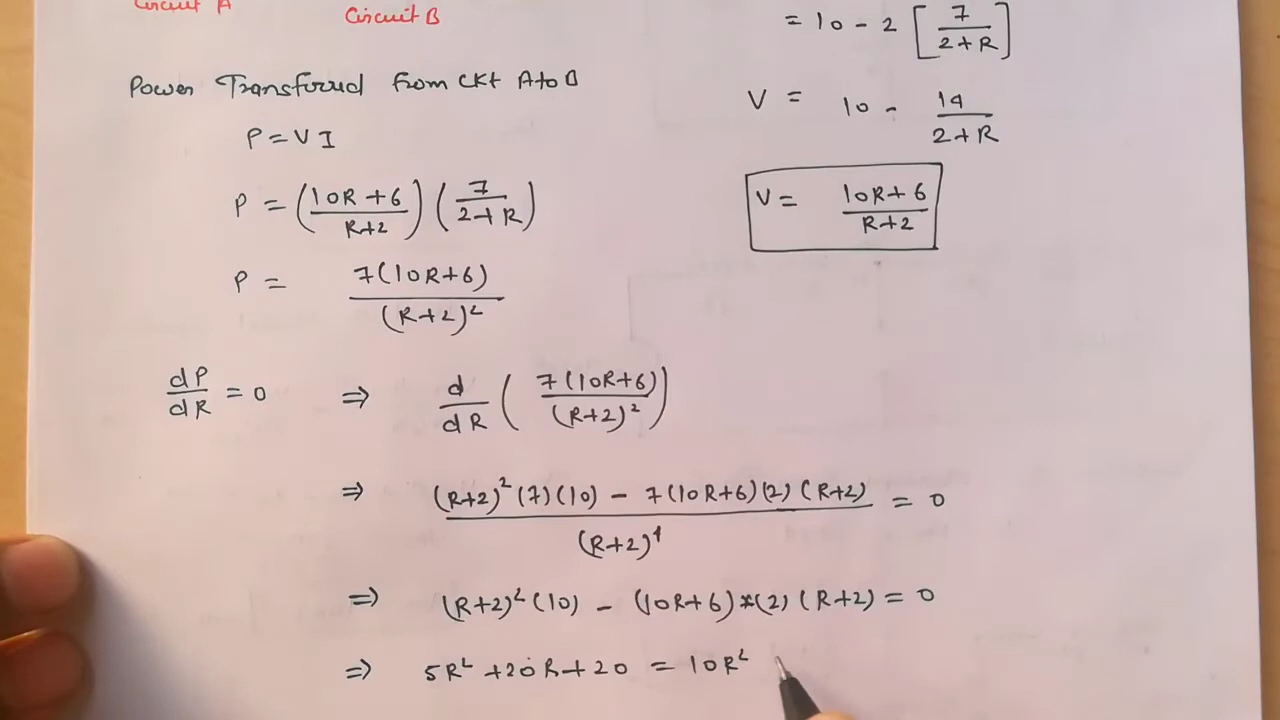 Circuit A
Circuit B
Power Transferred from CKt A to B
P = V I
P = (10R + 6 / R+2) (7 / 2+R)
P = 7(10R+6) / (R+2)²
dP/dR = 0 ⇒ d/dR (7(10R+6) / (R+2)²)
⇒ (R+2)²(7)(10) - 7(10R+6)(2)(R+2) / (R+2)⁴ = 0
⇒ (R+2)²(10) - (10R+6)*(2)(R+2) = 0
⇒ 5R² + 20R + 20 = 10R²
= 10 - 2 [7 / 2+R]
V = 10 - 14 / 2+R
V = 10R + 6 / R+2